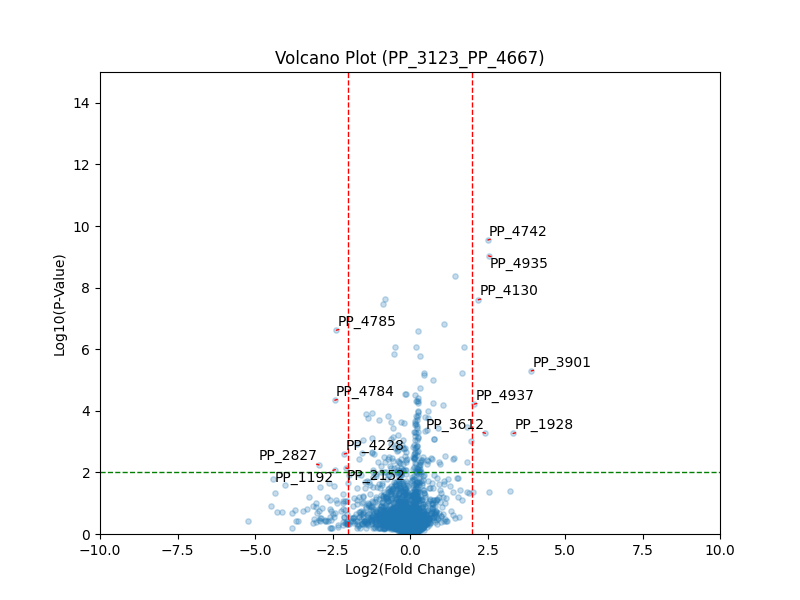 Volcano Plot (PP_3123_PP_4667)
14
12
10
8
6
4
2
0
Log10(P-Value)
PP_4742
PP_4935
PP_4130
PP_4785
PP_3901
PP_4784
PP_4937
PP_3612
PP_1928
PP_4228
PP_2827
PP_1192
PP_2152
−10.0
−7.5
−5.0
−2.5
0.0
2.5
5.0
7.5
10.0
Log2(Fold Change)